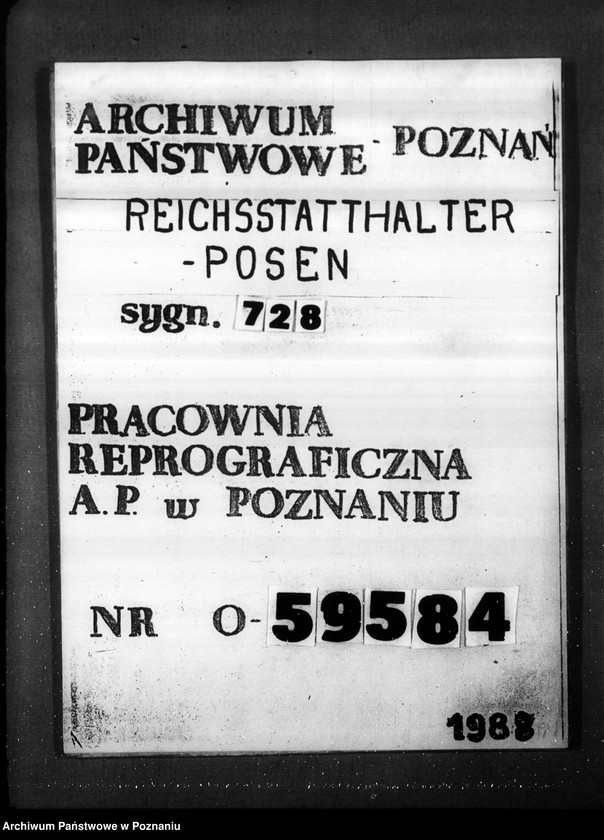 ARCHIWUM
PAŃSTWOWE - POZNAŃ
REICHSSTATTHALTER
- POSEN
sygn. 728
PRACOWNIA
REPROGRAFICZNA
A.P. w POZNANIU
NR O-59584
Archiwum Państwowe w Poznaniu